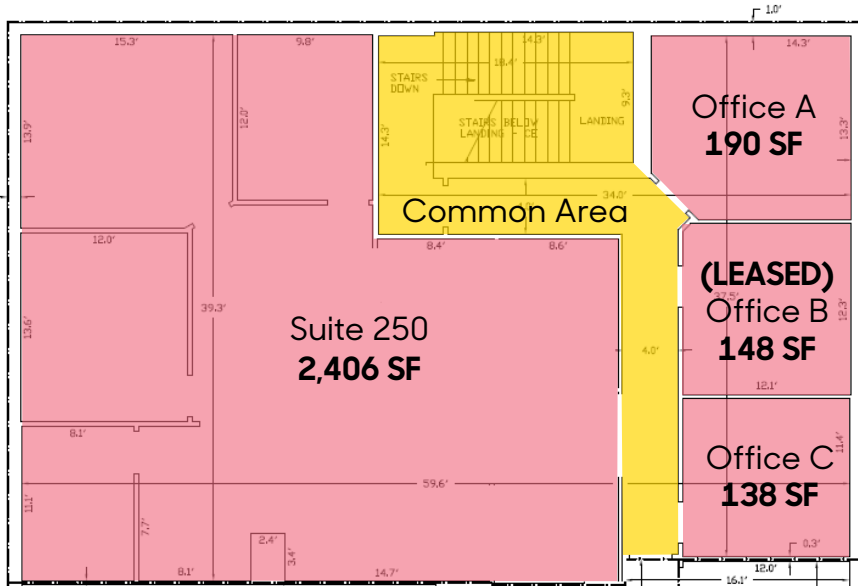 1.0'
15.3'
9.8'
14.3'
14.3'
18.4'
STAIRS
DOWN
13.9'
12.0'
14.3'
9.3'
STAIRS BELOW
LANDING - CE
LANDING
Office A
190 SF
13.3'
34.0'
Common Area
12.0'
8.4'
8.6'
(LEASED)
37.5'
Office B
148 SF
12.3'
39.3'
13.6'
Suite 250
2,406 SF
4.0'
12.1'
8.1'
11.4'
Office C
138 SF
59.6'
11.1'
7.7'
2.4'
3.4'
0.3'
8.1'
14.7'
12.0'
16.1'